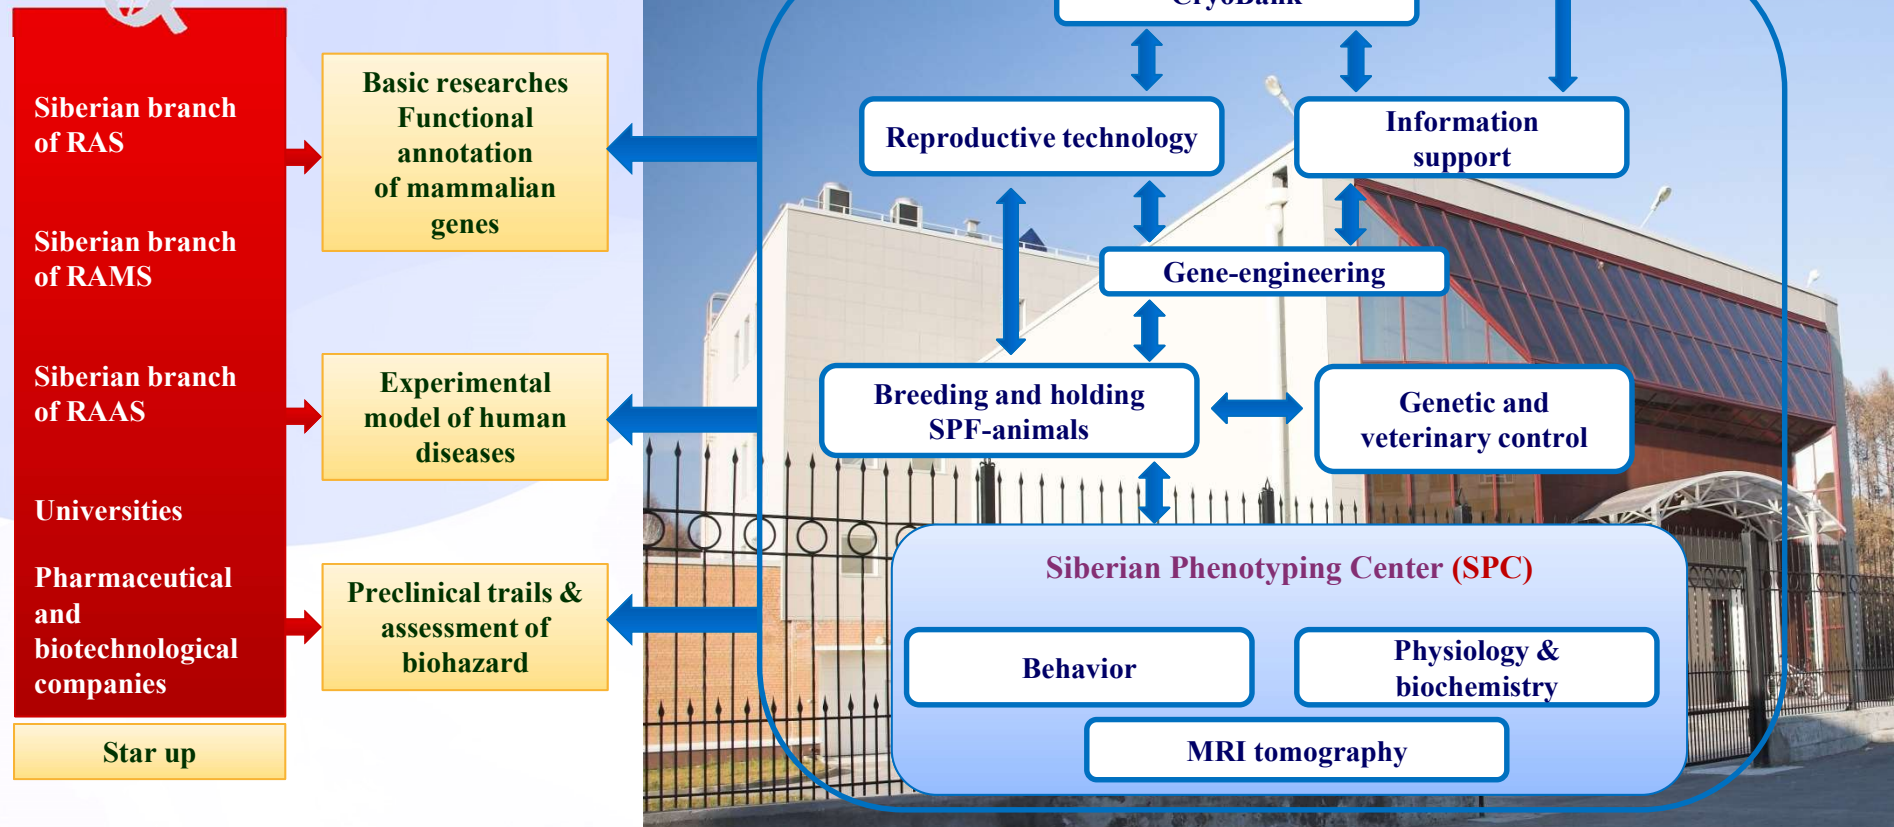 Siberian branch
of RAS
Siberian branch
of RAMS
Siberian branch
of RAAS
Universities
Pharmaceutical
and
biotechnological
companies
Star up
Basic researches
Functional
annotation
of mammalian
genes
Experimental
model of human
diseases
Preclinical trails &
assessment of
biohazard
CryoBank
Reproductive technology
Information
support
Gene-engineering
Breeding and holding
SPF-animals
Genetic and
veterinary control
Siberian Phenotyping Center (SPC)
Behavior
Physiology &
biochemistry
MRI tomography